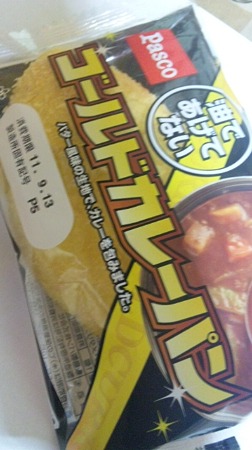 Pasco
油で
あげて
ない
ゴールドカレーパン
バター風味の生地で、カレーを包みました。
消費期限 11.9.13
製造所固有記号 P5